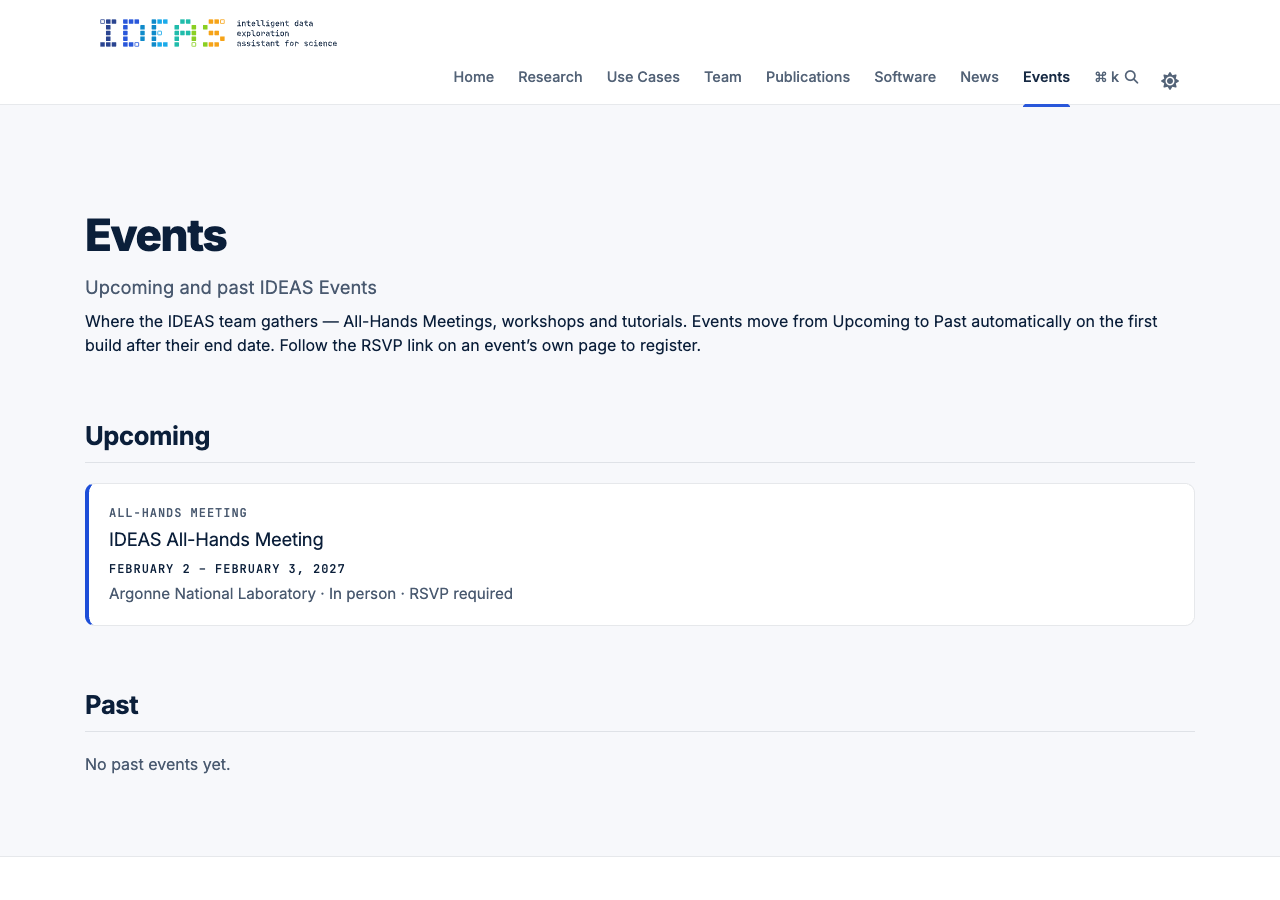 IDEAS
intelligent data
exploration
assistant for science
Home Research Use Cases Team Publications Software News Events ⌘ k
Events
Upcoming and past IDEAS Events
Where the IDEAS team gathers — All-Hands Meetings, workshops and tutorials. Events move from Upcoming to Past automatically on the first
build after their end date. Follow the RSVP link on an event’s own page to register.
Upcoming
ALL-HANDS MEETING
IDEAS All-Hands Meeting
FEBRUARY 2 – FEBRUARY 3, 2027
Argonne National Laboratory · In person · RSVP required
Past
No past events yet.